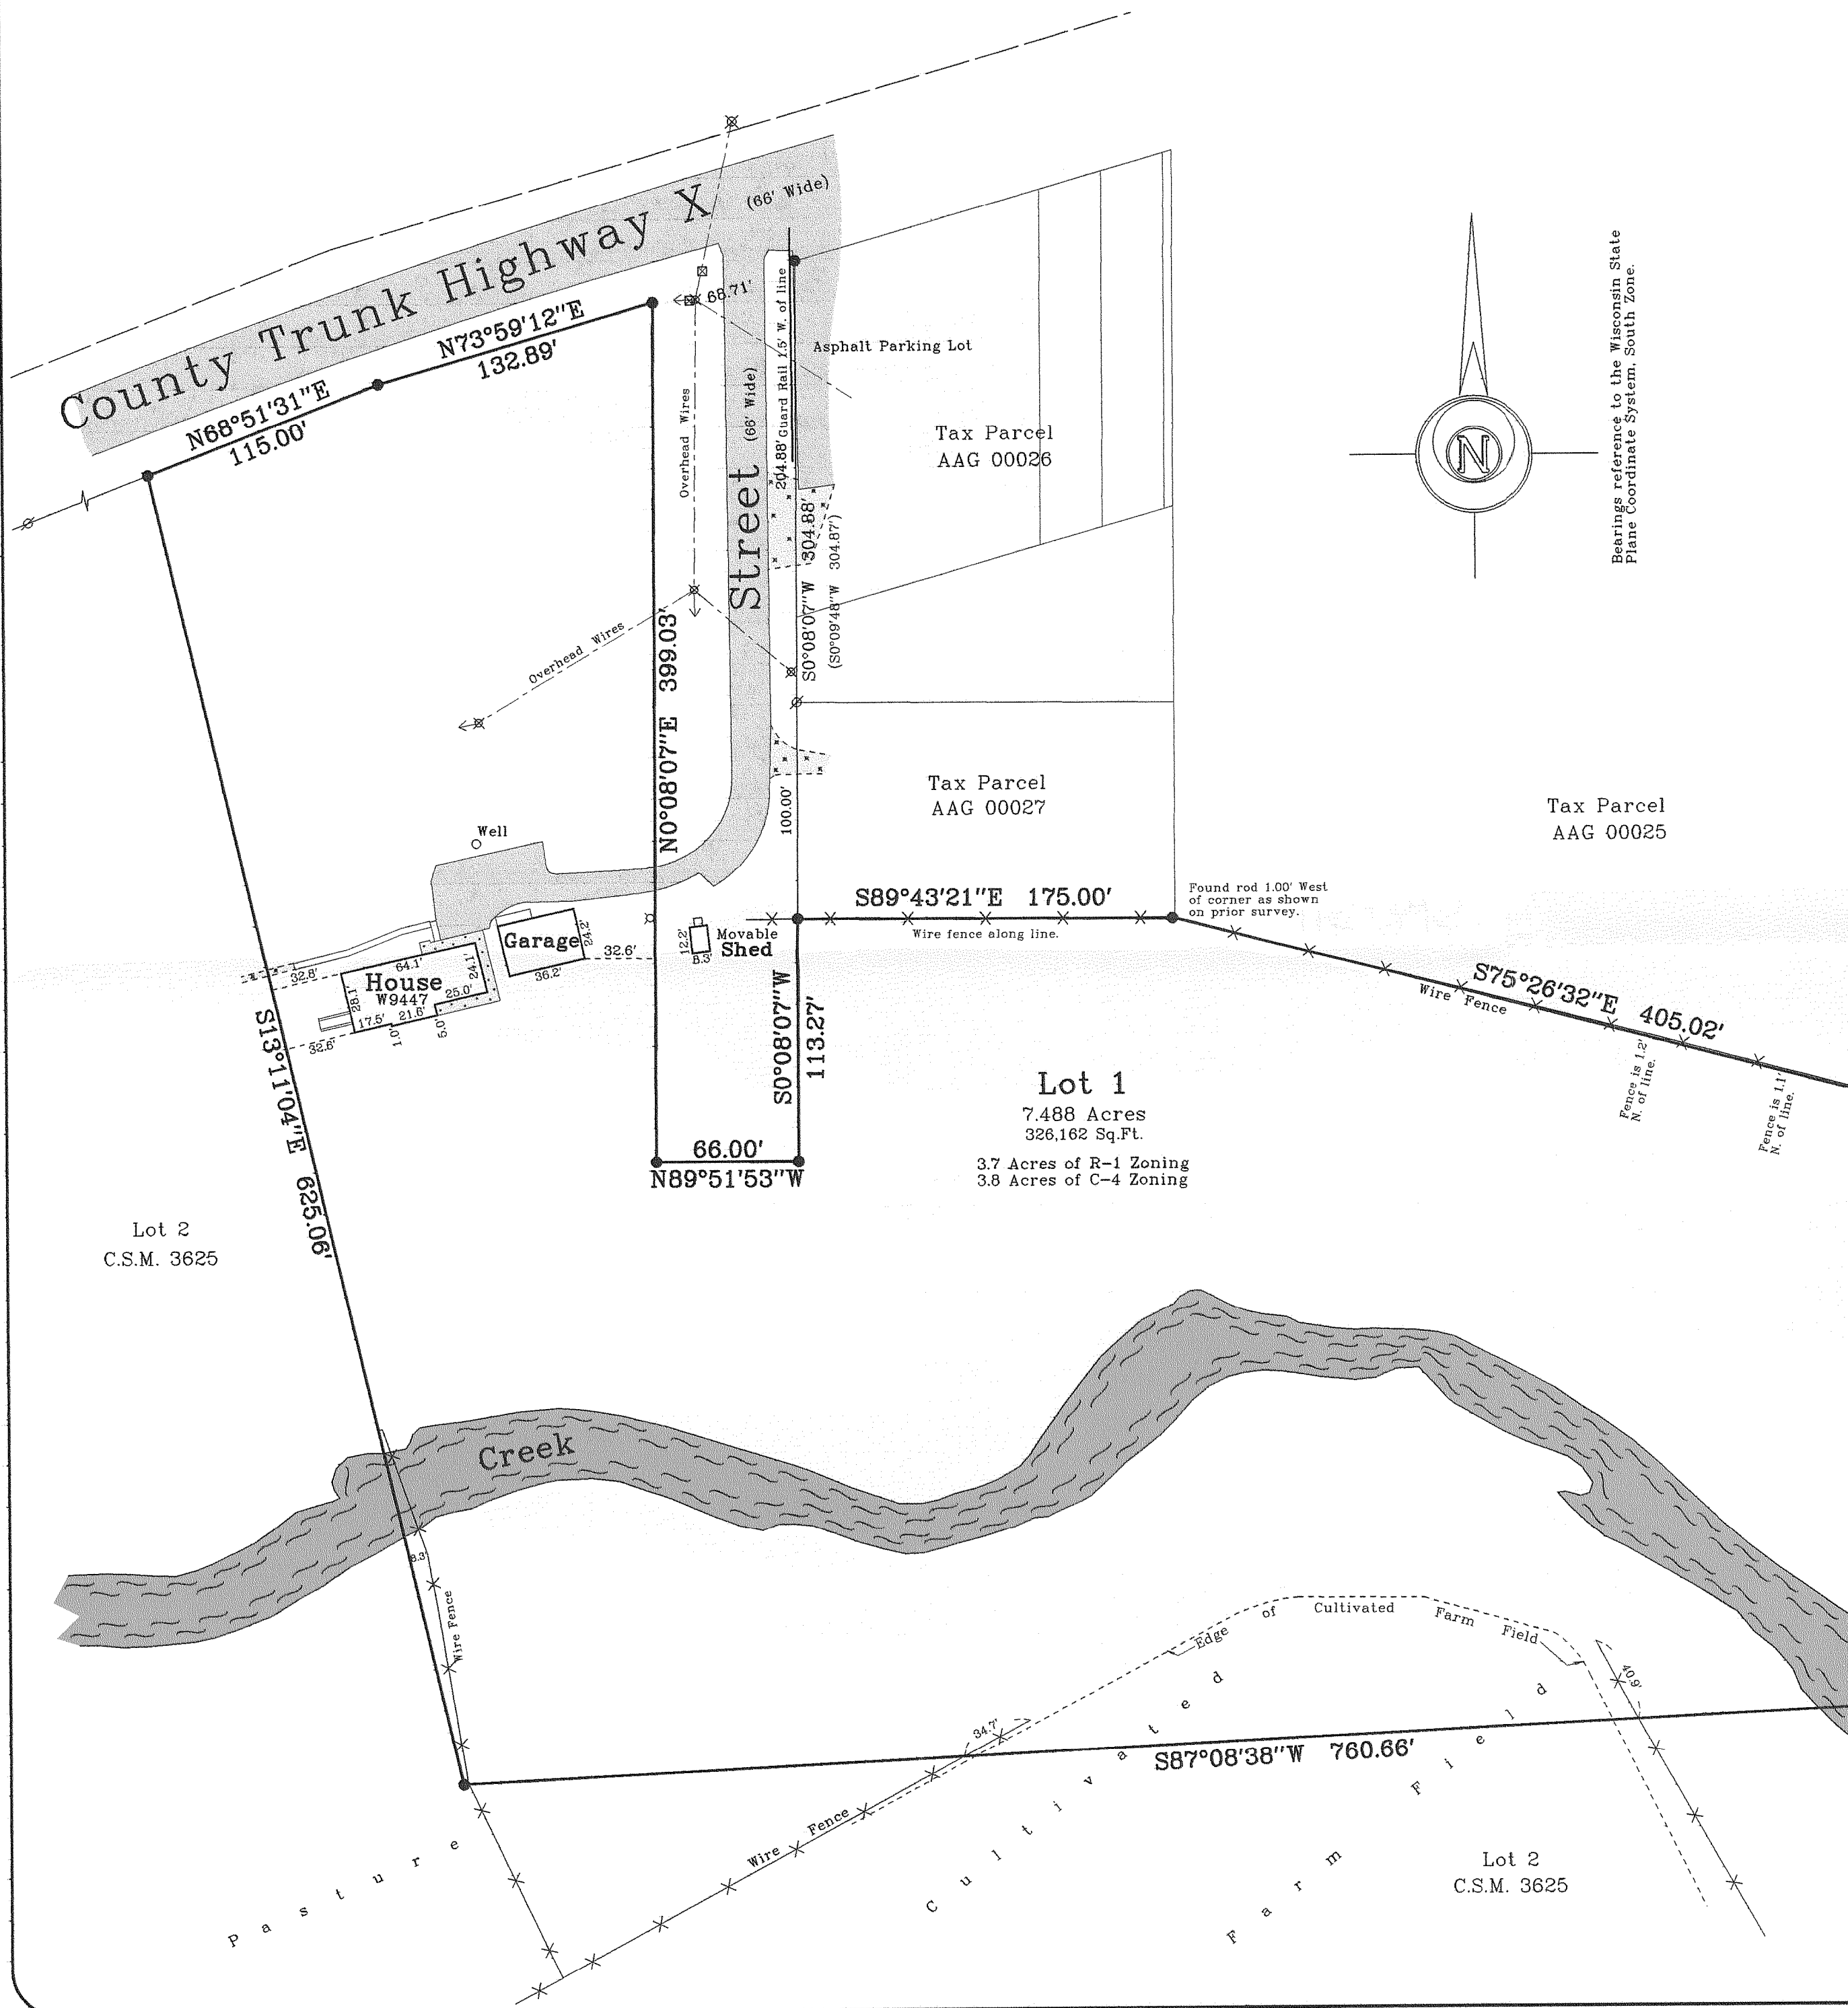 County Trunk Highway X (66' Wide)
N68°51'31"E
115.00'
N73°59'12"E
132.89'
68.71'
Overhead Wires
Street (66' Wide)
204.88'
Guard Rail 1.5' W. of line
Asphalt Parking Lot
Tax Parcel
AAG 00026
S0°08'07"W 304.88'
(S0°09'48"W 304.87')
N
Bearings reference to the Wisconsin State
Plane Coordinate System, South Zone.
Overhead Wires
N0°08'07"E 399.03'
100.00'
Tax Parcel
AAG 00027
Tax Parcel
AAG 00025
Well
S89°43'21"E 175.00'
Wire fence along line.
Found rod 1.00' West
of corner as shown
on prior survey.
Garage
24.2'
36.2'
32.6'
12.2'
8.3'
Movable
Shed
32.8'
64.1'
24.1'
House
W9447
28.1'
25.0'
21.6'
17.5'
1.0'
32.6'
S75°26'32"E 405.02'
Wire Fence
Fence is 1.2'
N. of line.
Fence is 1.1'
N. of line.
S13°11'04"E 625.06'
S0°08'07"W
113.27'
66.00'
N89°51'53"W
Lot 1
7.488 Acres
326,162 Sq.Ft.
3.7 Acres of R-1 Zoning
3.8 Acres of C-4 Zoning
Lot 2
C.S.M. 3625
Creek
8.3'
Wire Fence
Edge of Cultivated Farm Field
40.9'
34.7'
S87°08'38"W 760.66'
Wire Fence
Pasture
Cultivated
Farm Field
Lot 2
C.S.M. 3625